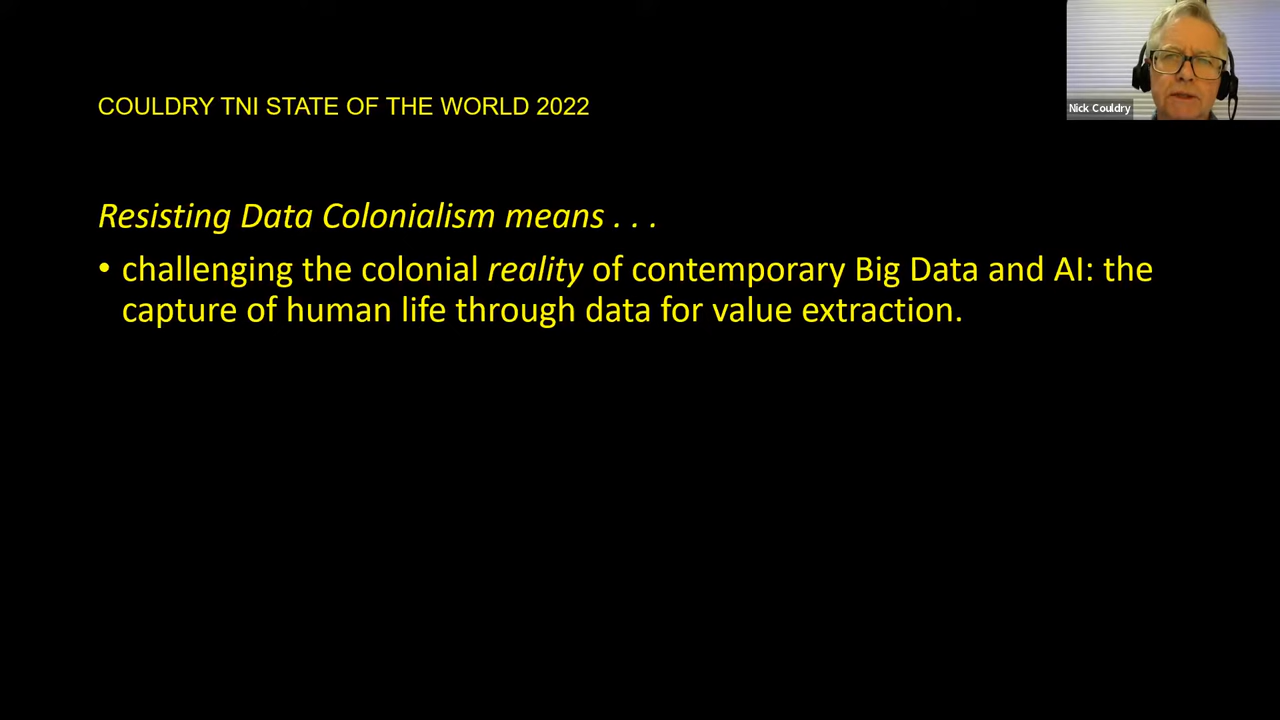 COULDRY TNI STATE OF THE WORLD 2022
Nick Couldry
Resisting Data Colonialism means . . .
• challenging the colonial reality of contemporary Big Data and AI: the
capture of human life through data for value extraction.